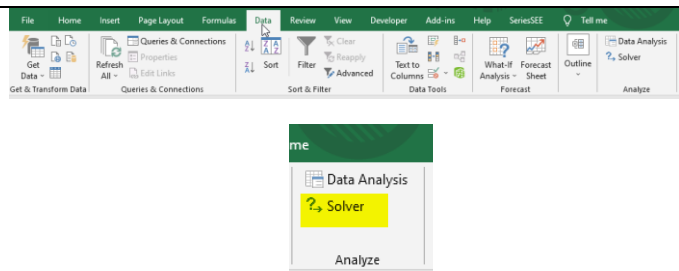 File Home Insert Page Layout Formulas Data Review View Developer Add-ins Help SeriesSEE Tell me
Queries & Connections Clear Data Analysis
Properties Reapply Solver
Get Data Refresh All Edit Links Sort Filter Advanced Text to Columns What-If Analysis Forecast Sheet Outline
Get & Transform Data Queries & Connections Sort & Filter Data Tools Forecast Analyze
me
Data Analysis
Solver
Analyze